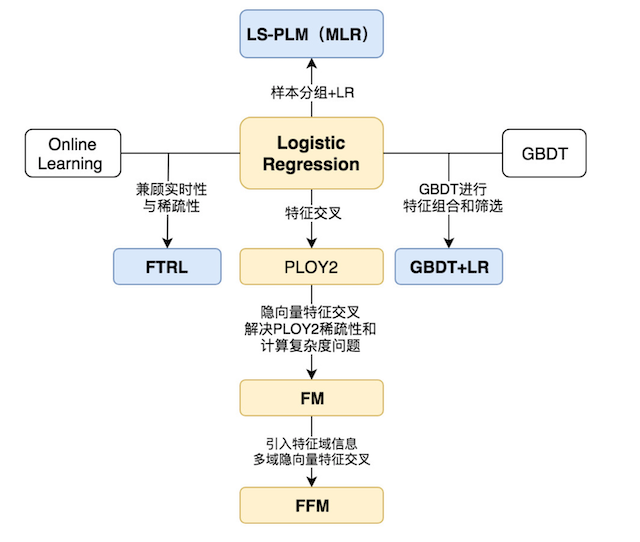 LS-PLM（MLR）
样本分组+LR
Online
Learning
Logistic
Regression
GBDT
兼顾实时性
与稀疏性
特征交叉
GBDT进行
特征组合和筛选
FTRL
PLOY2
GBDT+LR
隐向量特征交叉
解决PLOY2稀疏性和
计算复杂度问题
FM
引入特征域信息
多域隐向量特征交叉
FFM